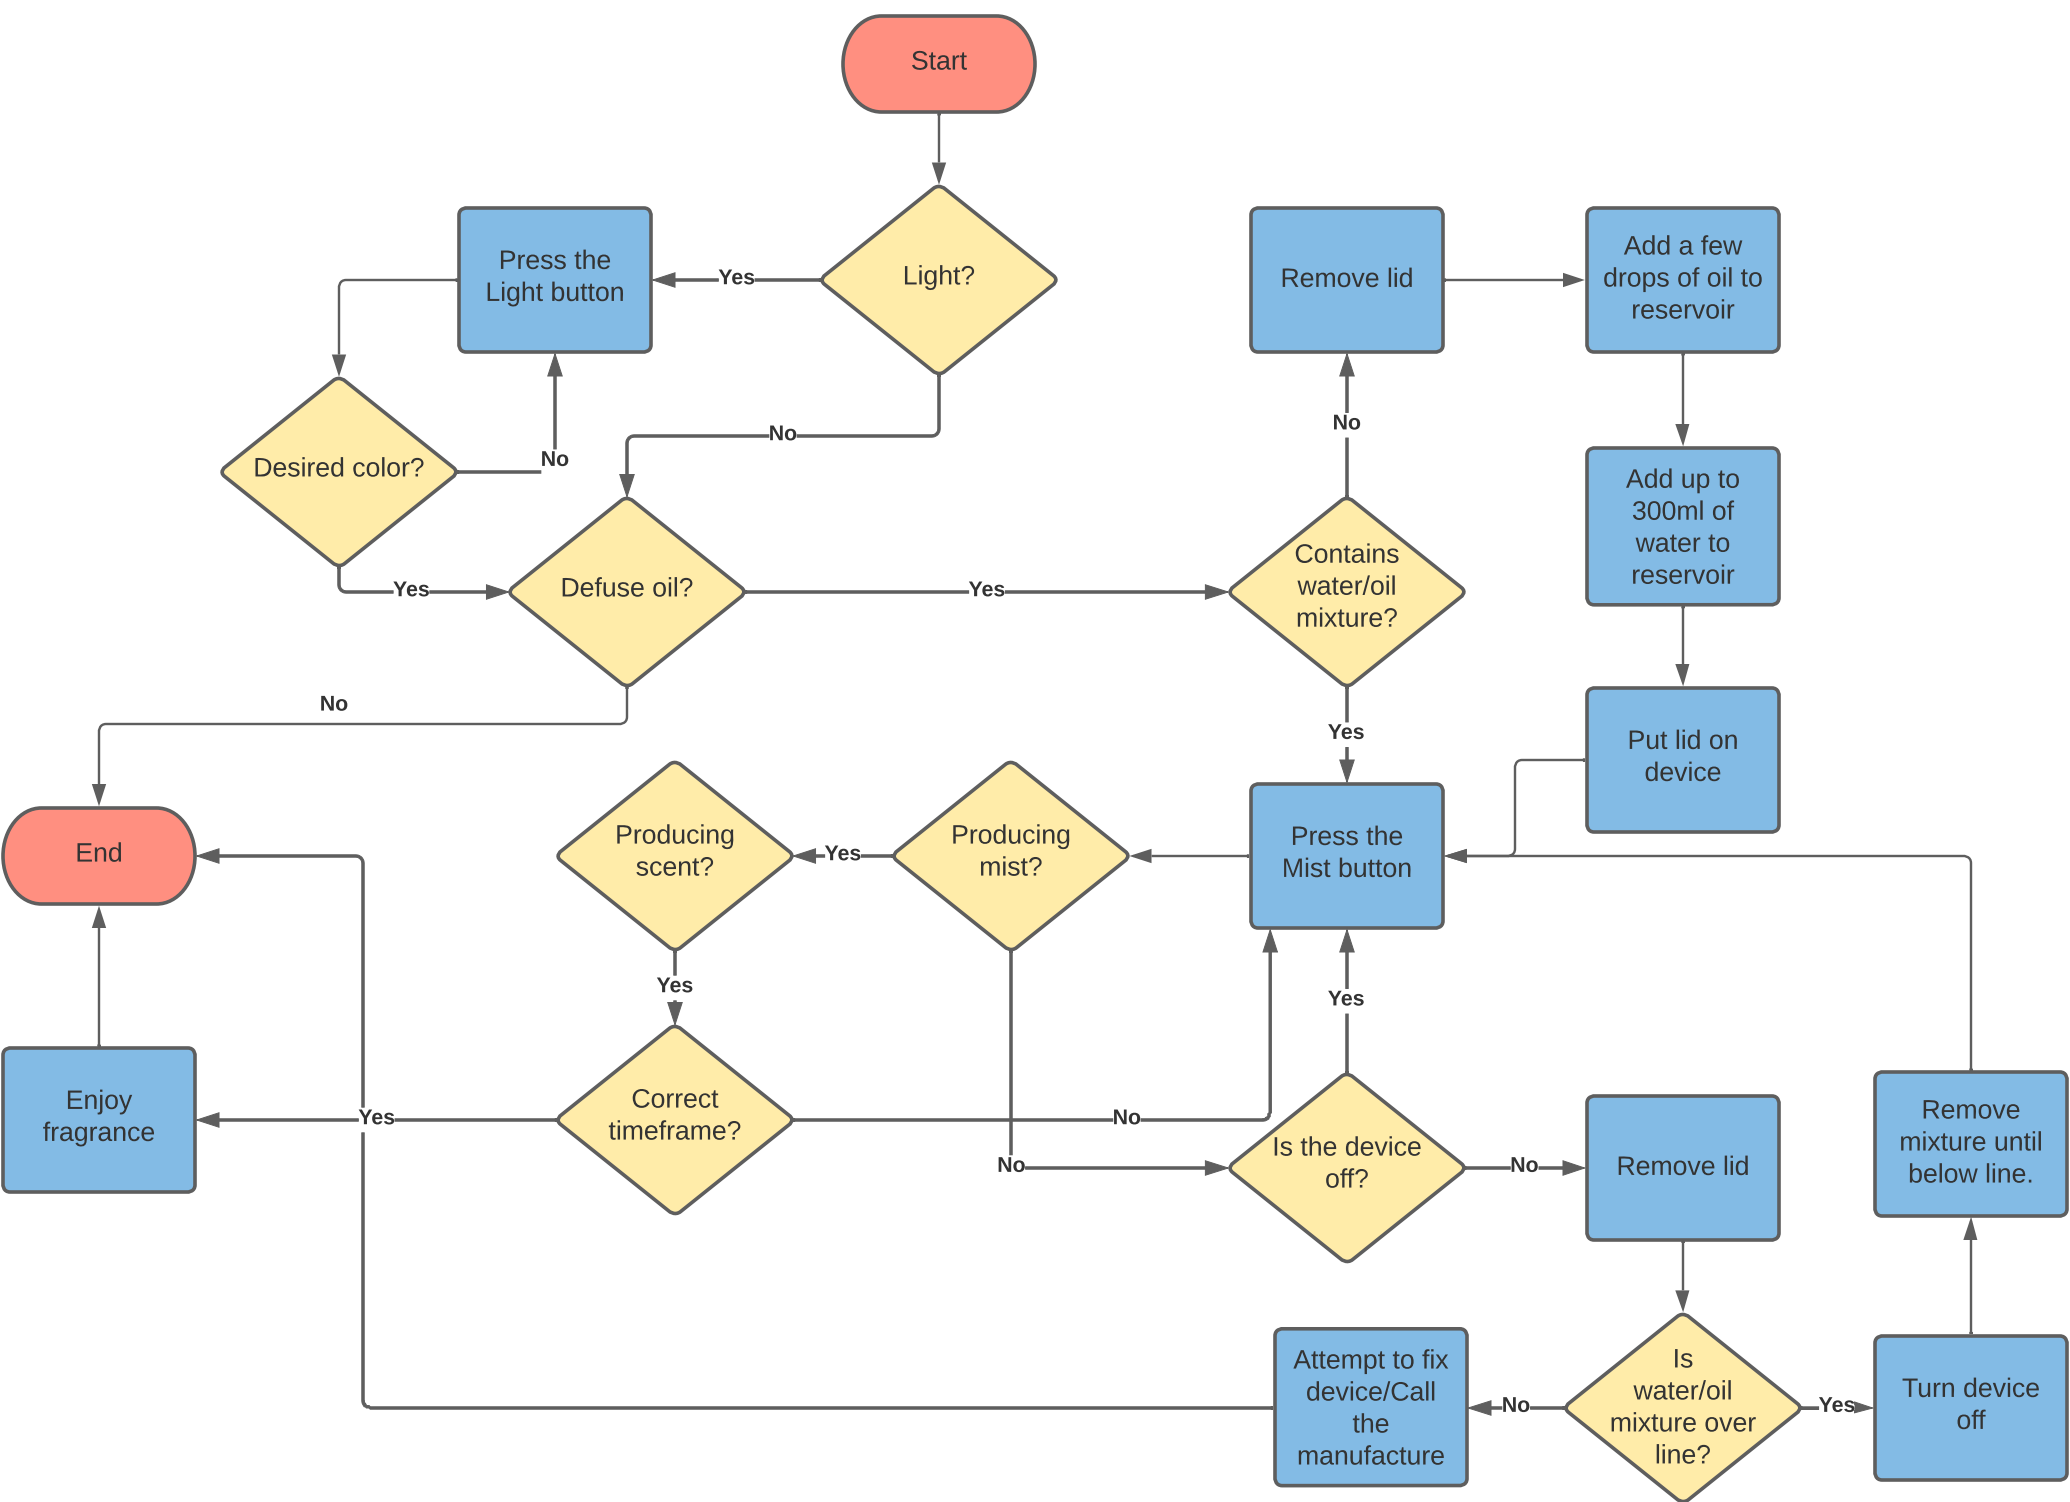 Start
Light?
Yes
Press the
Light button
No
Desired color?
No
Yes
Defuse oil?
Yes
No
Contains
water/oil
mixture?
No
Remove lid
Add a few
drops of oil to
reservoir
Add up to
300ml of
water to
reservoir
Put lid on
device
Yes
Press the
Mist button
Producing
mist?
Yes
Producing
scent?
Yes
Correct
timeframe?
Yes
No
Enjoy
fragrance
End
No
Is the device
off?
Yes
No
Remove lid
Is
water/oil
mixture over
line?
No
Attempt to fix
device/Call
the
manufacture
Yes
Turn device
off
Remove
mixture until
below line.